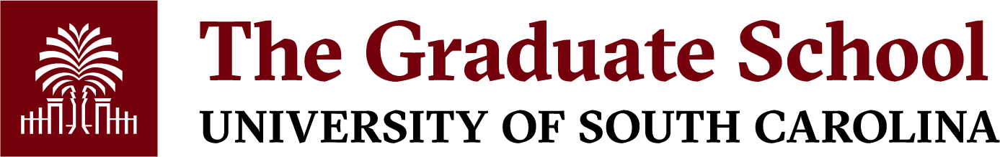 The Graduate School
UNIVERSITY OF SOUTH CAROLINA